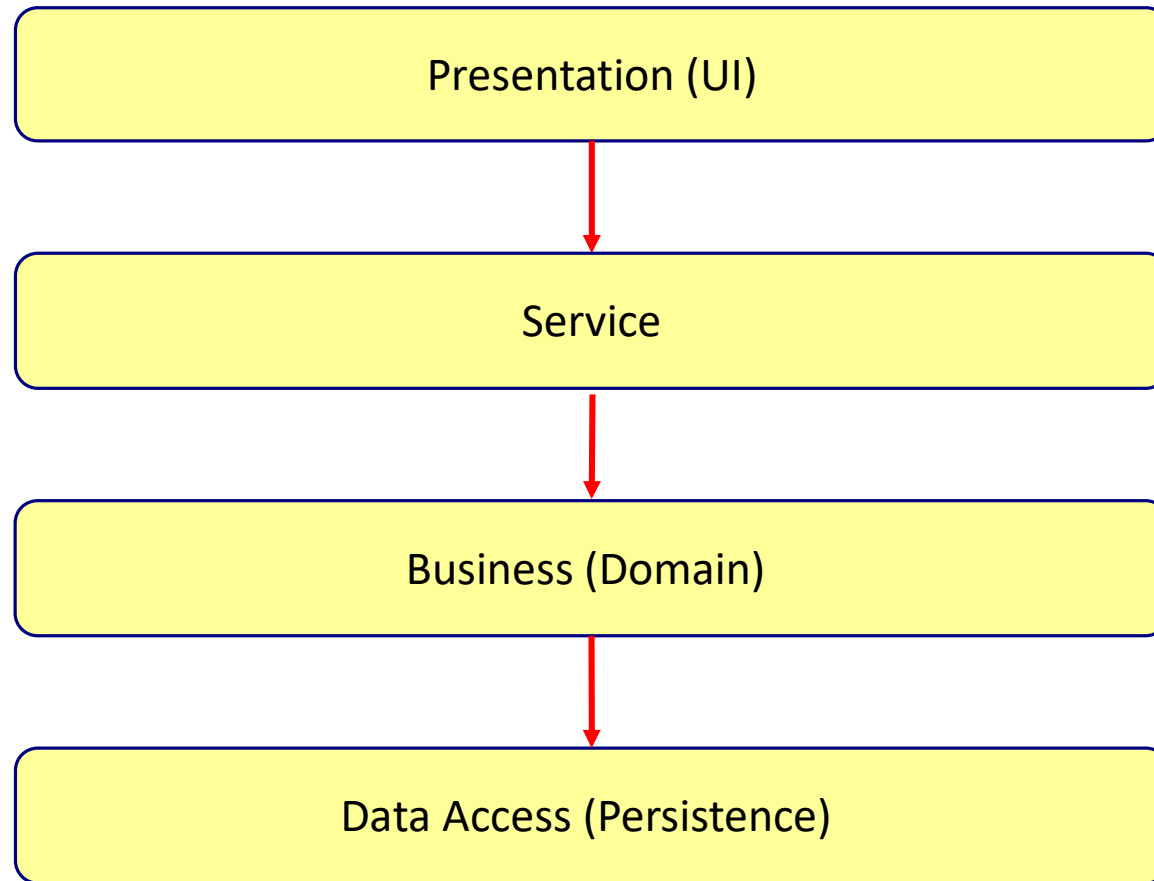 Presentation (UI)
Service
Business (Domain)
Data Access (Persistence)